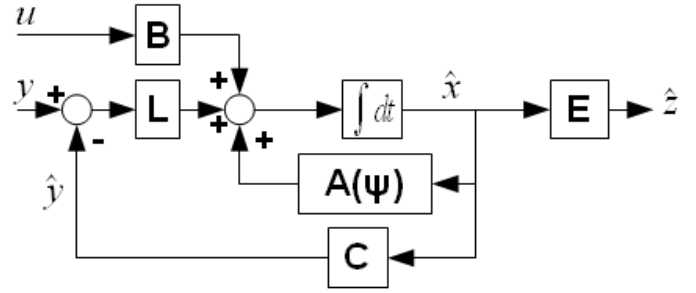 u
B
+
y
+
L
+
∫ dt
x̂
E
ẑ
-
+
A(ψ)
ŷ
C